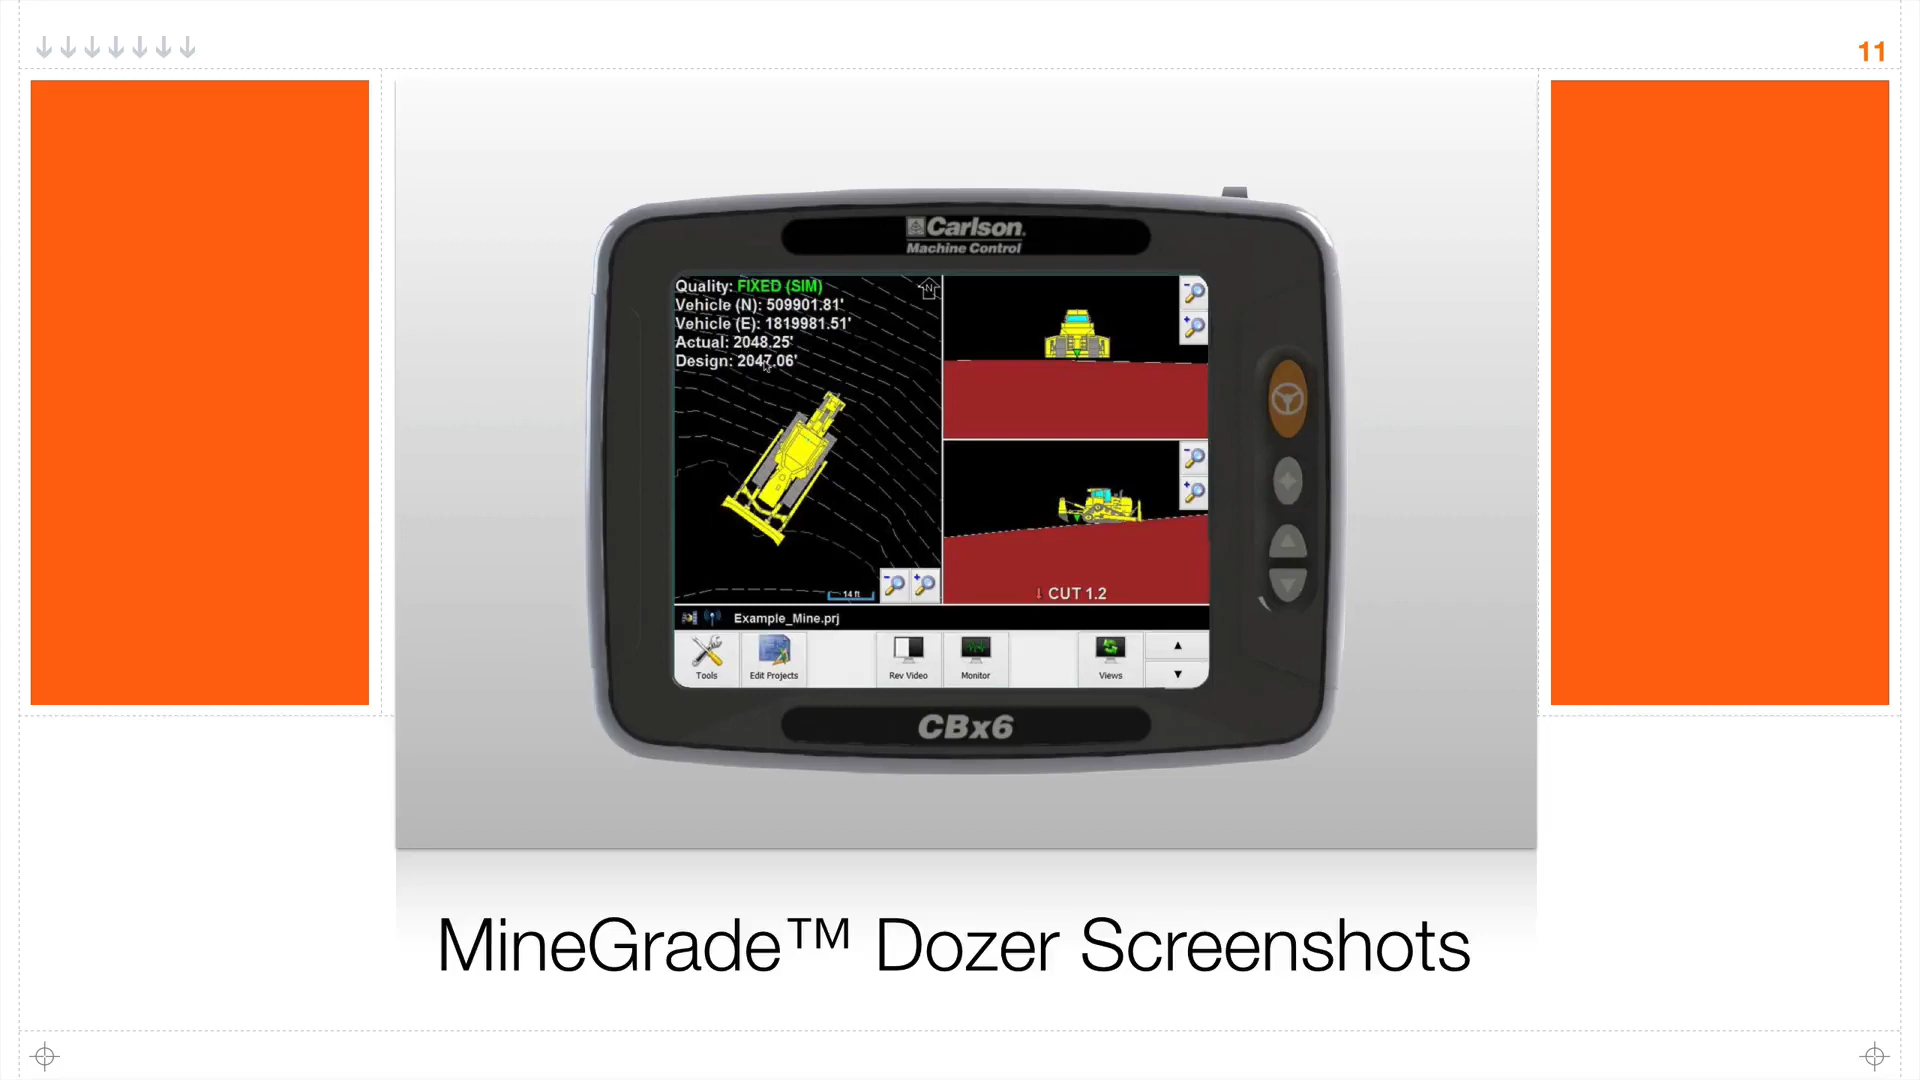 11
Carlson.
Machine Control
Quality: FIXED (SIM)
Vehicle (N): 509901.81'
Vehicle (E): 1819981.51'
Actual: 2048.25'
Design: 2047.06'
N
14 ft
CUT 1.2
Example_Mine.prj
Tools
Edit Projects
Rev Video
Monitor
Views
CBx6
MineGrade™ Dozer Screenshots